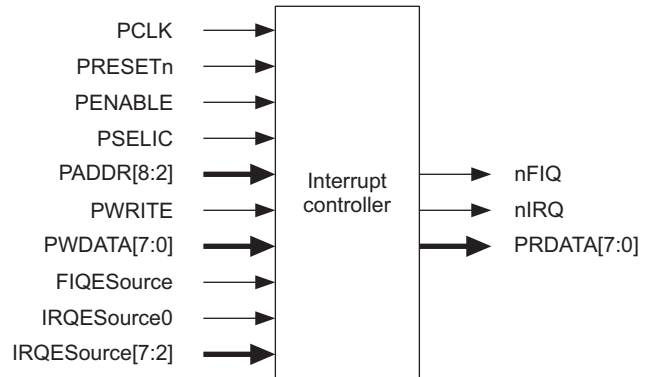 PCLK
PRESETn
PENABLE
PSELIC
PADDR[8:2]
PWRITE
PWDATA[7:0]
FIQESource
IRQESource0
IRQESource[7:2]
Interrupt
controller
nFIQ
nIRQ
PRDATA[7:0]